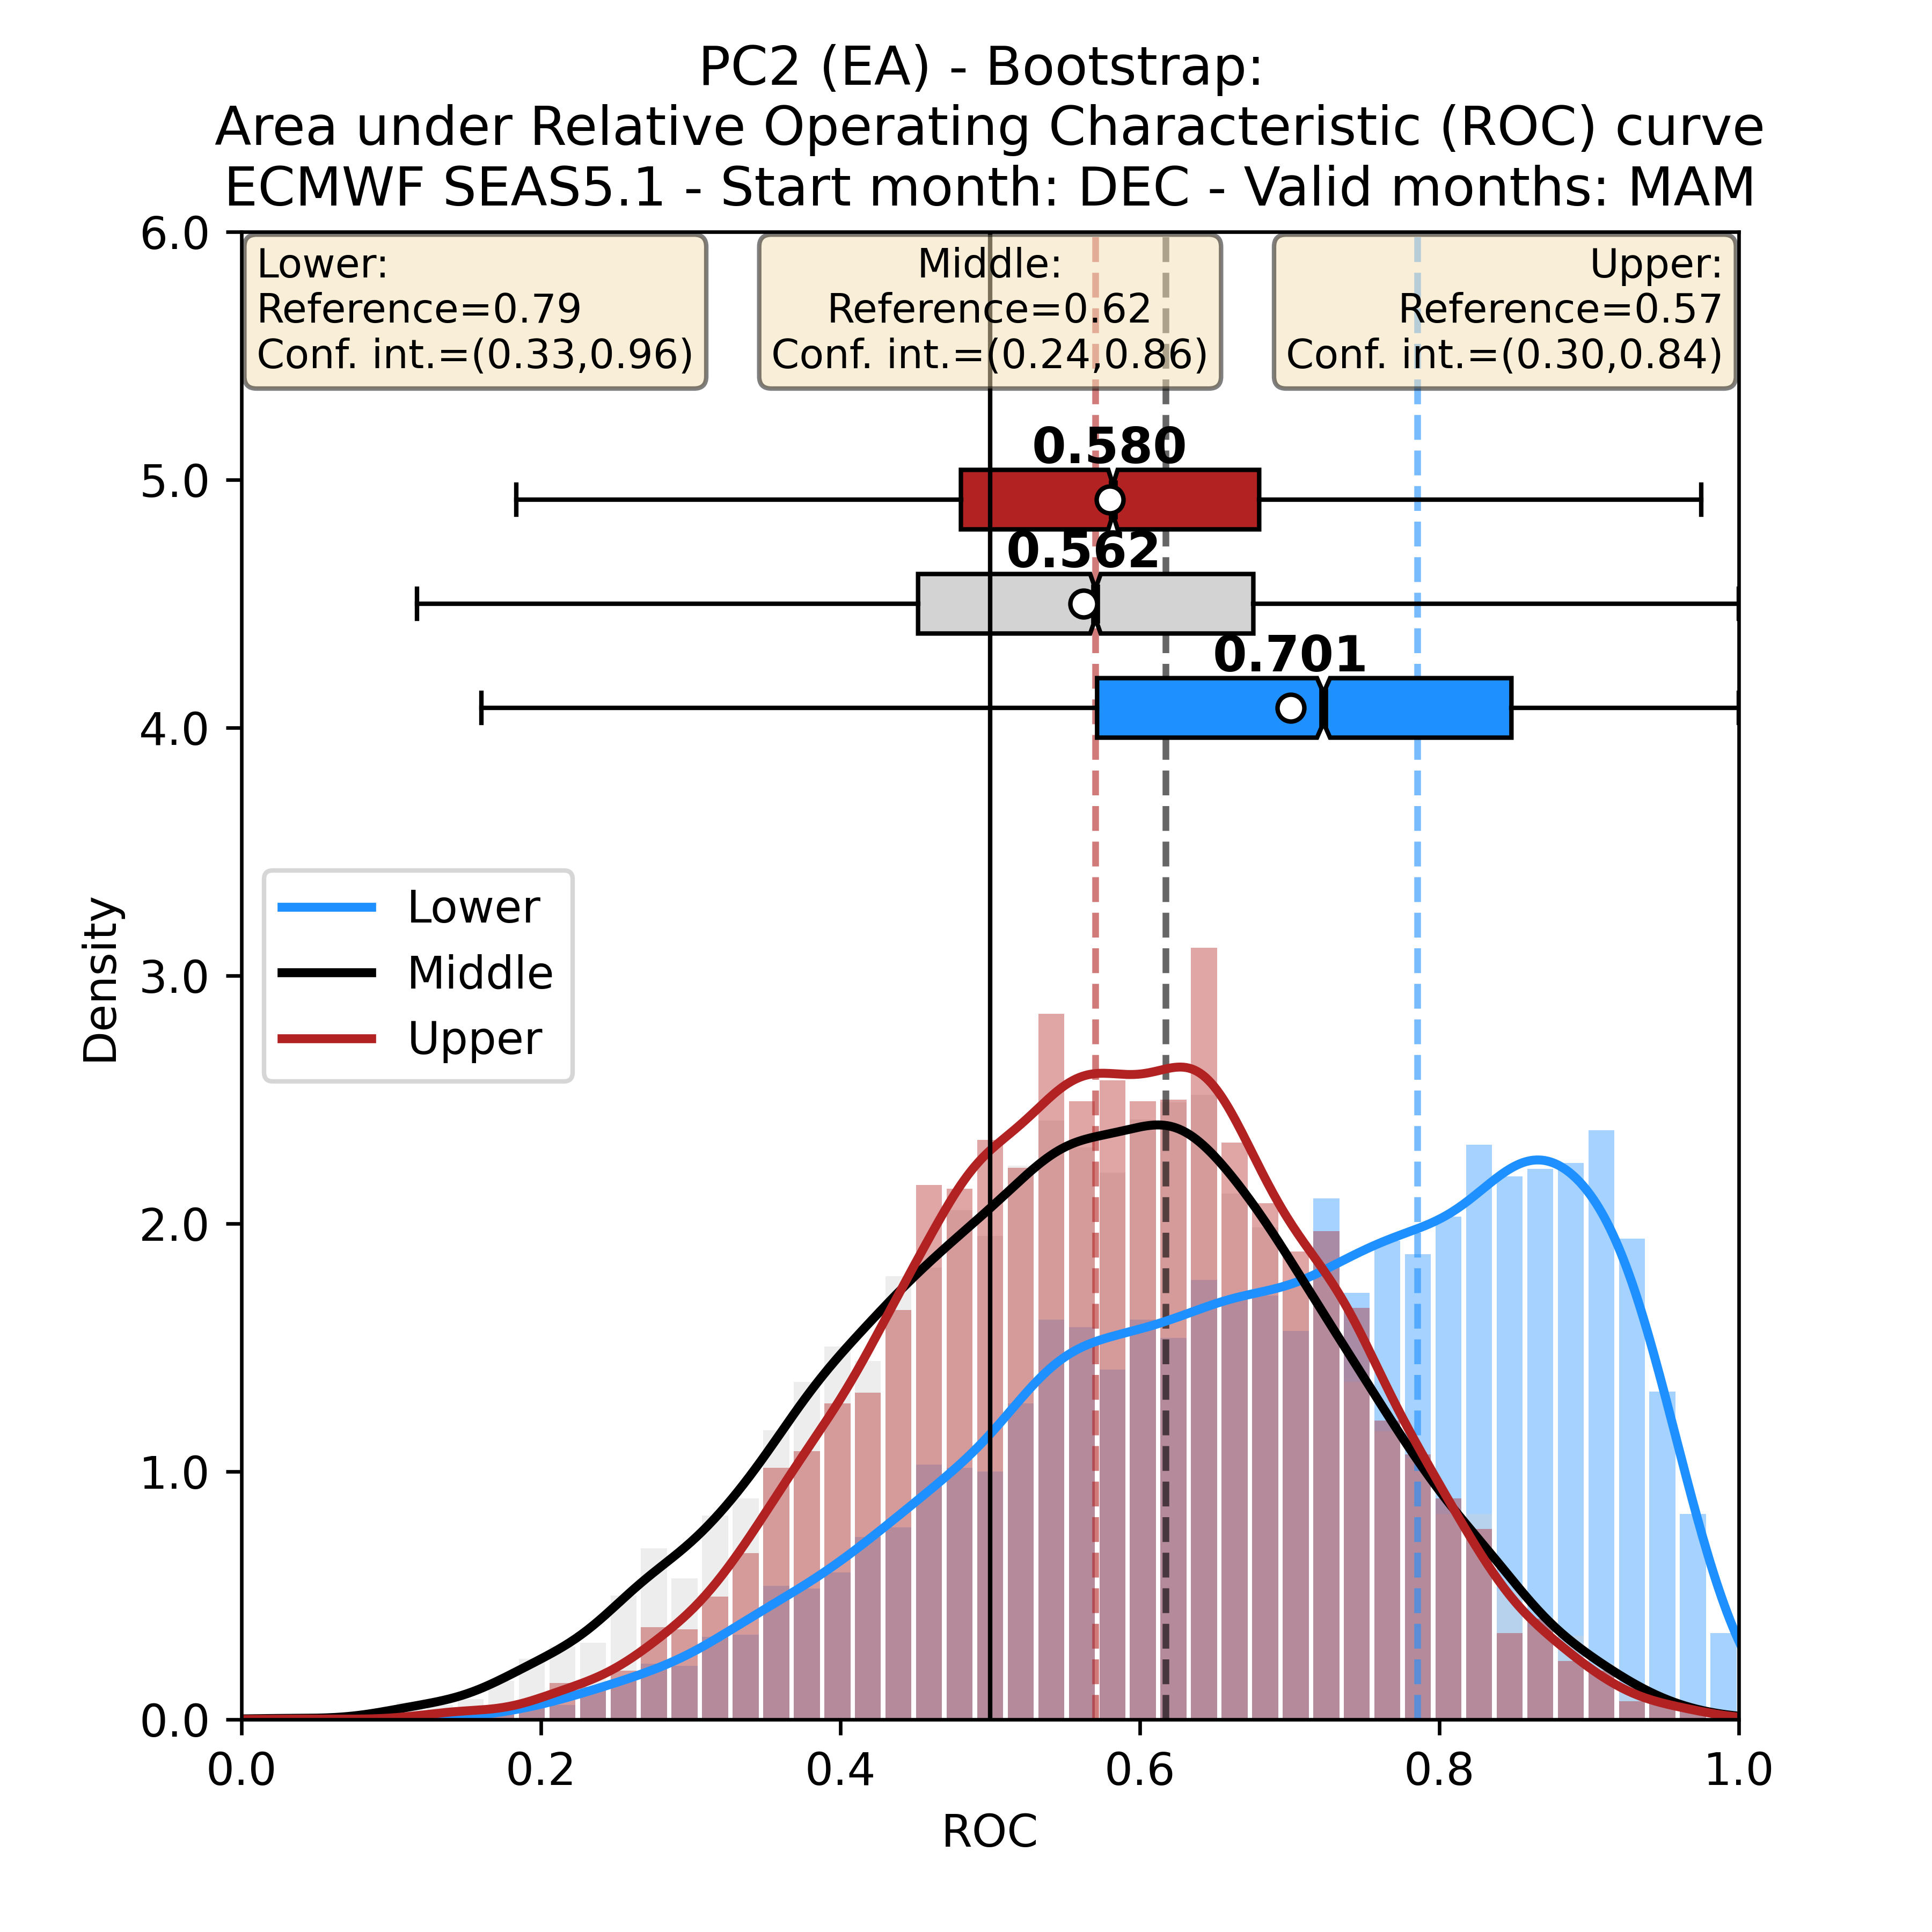 PC2 (EA) - Bootstrap:
Area under Relative Operating Characteristic (ROC) curve
ECMWF SEAS5.1 - Start month: DEC - Valid months: MAM
Lower:
Reference=0.79
Conf. int.=(0.33,0.96)
Middle:
Reference=0.62
Conf. int.=(0.24,0.86)
Upper:
Reference=0.57
Conf. int.=(0.30,0.84)
0.580
0.562
0.701
Lower
Middle
Upper
Density
6.0
5.0
4.0
3.0
2.0
1.0
0.0
0.0 0.2 0.4 0.6 0.8 1.0
ROC